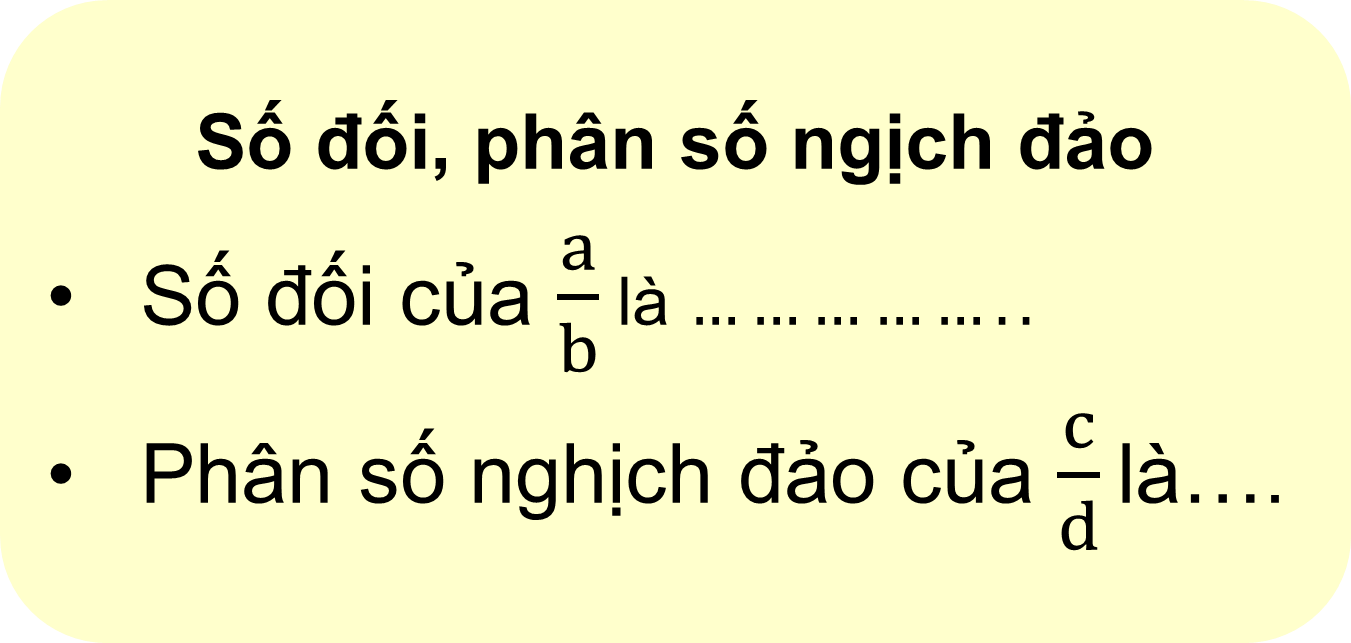 Số đối, phân số ngịch đảo
• Số đối của a/b là … … … … … . .
• Phân số nghịch đảo của c/d là….